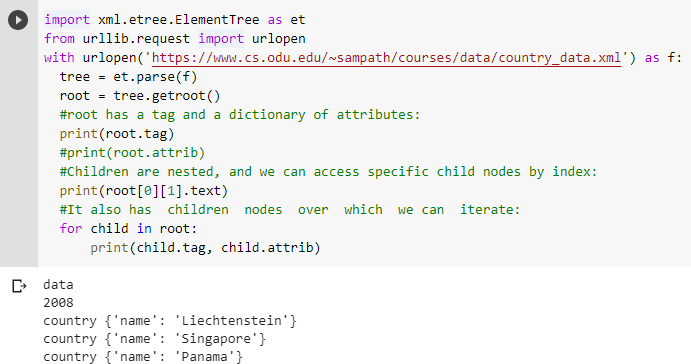 import xml.etree.ElementTree as et
from urllib.request import urlopen
with urlopen('https://www.cs.odu.edu/~sampath/courses/data/country_data.xml') as f:
  tree = et.parse(f)
  root = tree.getroot()
  #root has a tag and a dictionary of attributes:
  print(root.tag)
  #print(root.attrib)
  #Children are nested, and we can access specific child nodes by index:
  print(root[0][1].text)
  #It also has  children  nodes  over  which  we can  iterate:
  for child in root:
      print(child.tag, child.attrib)
data
2008
country {'name': 'Liechtenstein'}
country {'name': 'Singapore'}
country {'name': 'Panama'}